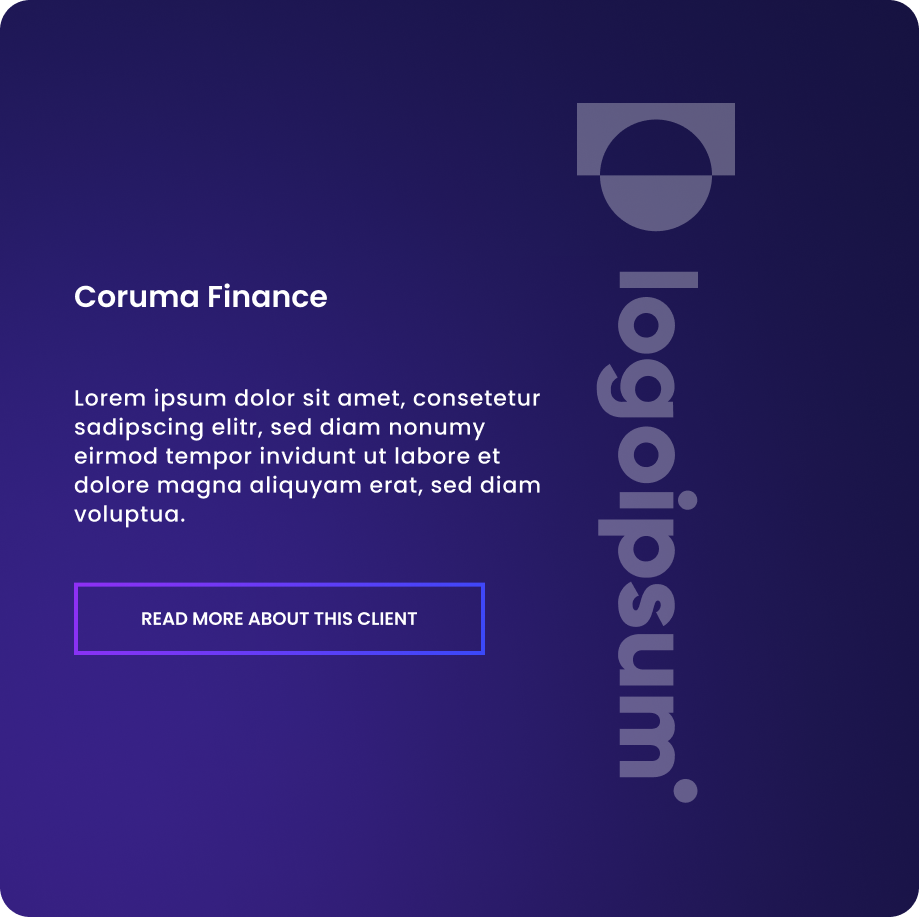 Coruma Finance
Lorem ipsum dolor sit amet, consetetur
sadipscing elitr, sed diam nonumy
eirmod tempor invidunt ut labore et
dolore magna aliquyam erat, sed diam
voluptua.
READ MORE ABOUT THIS CLIENT
logoipsum